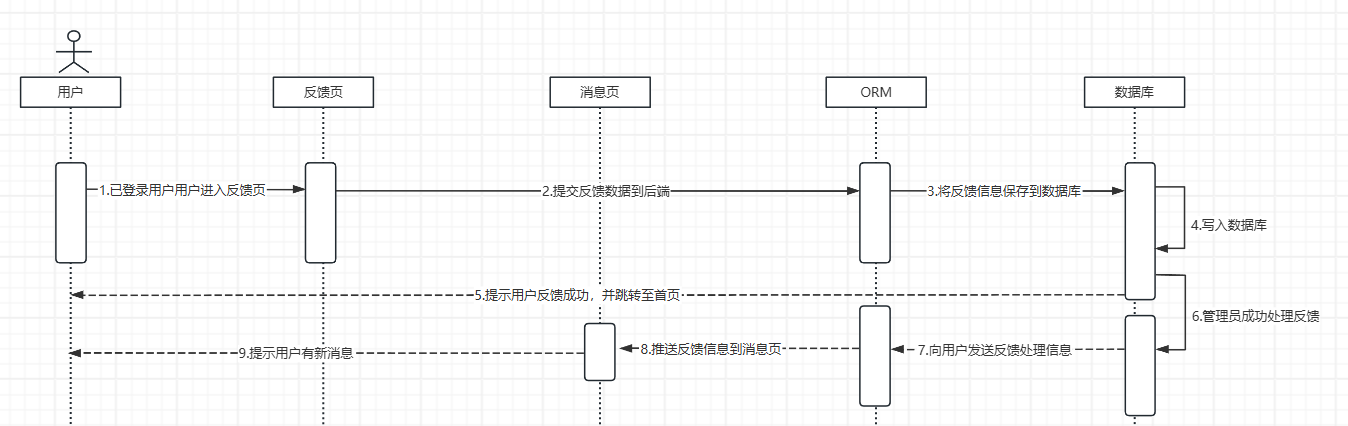 用户
反馈页
消息页
ORM
数据库
1.已登录用户用户进入反馈页
2.提交反馈数据到后端
3.将反馈信息保存到数据库
4.写入数据库
5.提示用户反馈成功，并跳转至首页
6.管理员成功处理反馈
7.向用户发送反馈处理信息
8.推送反馈信息到消息页
9.提示用户有新消息